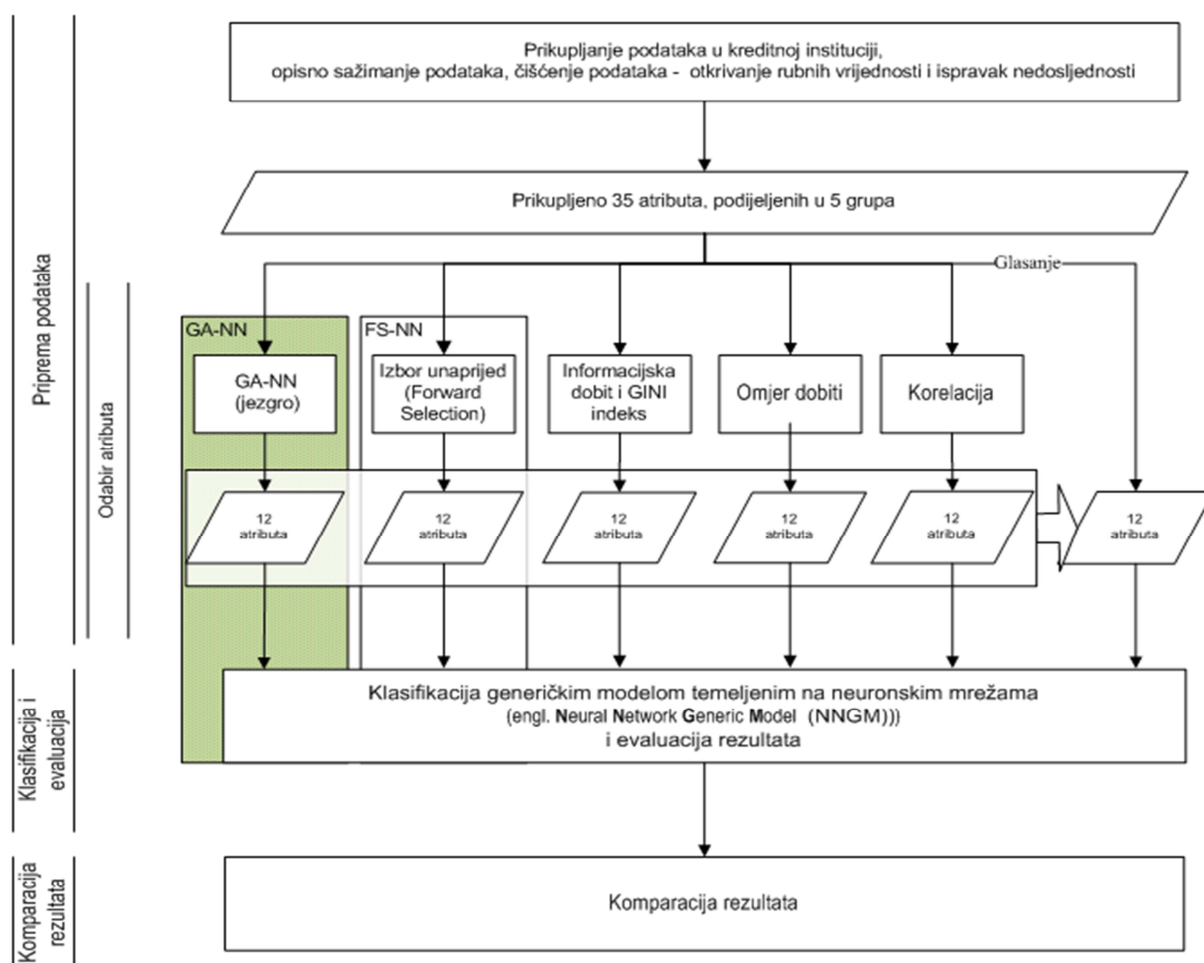 Prikupljanje podataka u kreditnoj instituciji,
opisno sažimanje podataka, čišćenje podataka - otkrivanje rubnih vrijednosti i ispravak nedosljednosti
Prikupljeno 35 atributa, podijeljenih u 5 grupa
Glasanje
Priprema podataka
Odabir atributa
GA-NN
GA-NN
(jezgro)
FS-NN
Izbor unaprijed
(Forward
Selection)
Informacijska
dobit i GINI
indeks
Omjer dobiti
Korelacija
12
atributa
12
atributa
12
atributa
12
atributa
12
atributa
12
atributa
Klasifikacija i
evaluacija
Klasifikacija generičkim modelom temeljenim na neuronskim mrežama
(engl. Neural Network Generic Model (NNGM)))
i evaluacija rezultata
Komparacija
rezultata
Komparacija rezultata